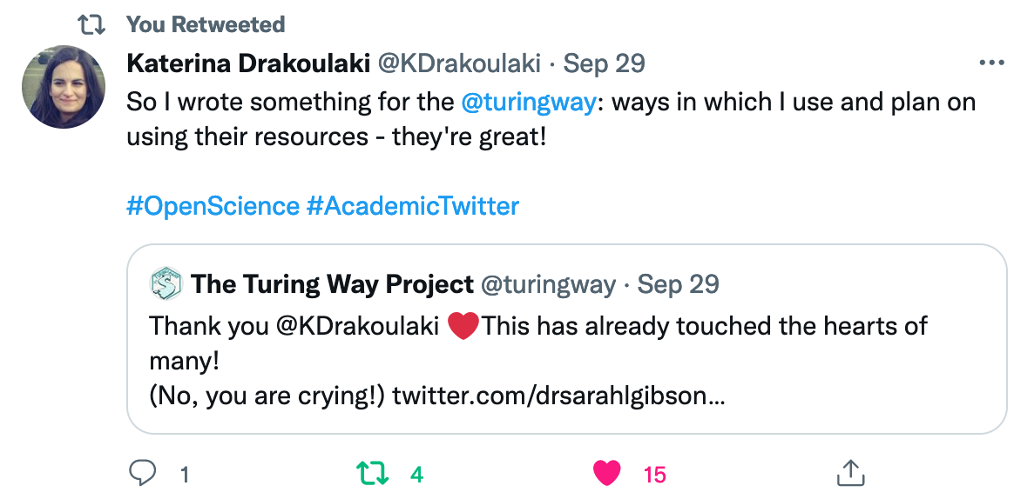 You Retweeted
Katerina Drakoulaki @KDrakoulaki · Sep 29
So I wrote something for the @turingway: ways in which I use and plan on
using their resources - they're great!
#OpenScience #AcademicTwitter
The Turing Way Project @turingway · Sep 29
Thank you @KDrakoulaki ❤️This has already touched the hearts of
many!
(No, you are crying!) twitter.com/drsarahlgibson...
1 4 15